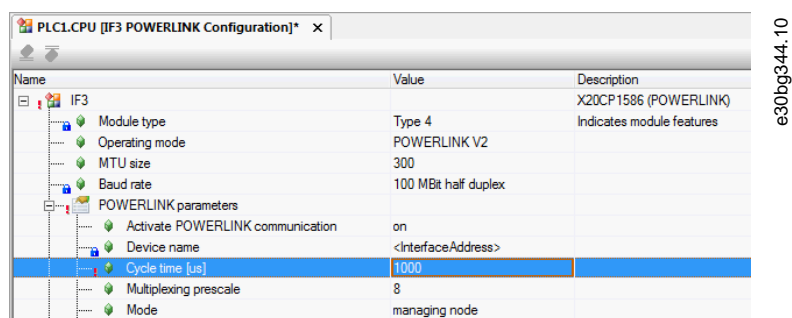 PLC1.CPU [IF3 POWERLINK Configuration]* x
Name Value Description
IF3 X20CP1586 (POWERLINK)
Module type Type 4 Indicates module features
Operating mode POWERLINK V2
MTU size 300
Baud rate 100 MBit half duplex
POWERLINK parameters
Activate POWERLINK communication on
Device name <InterfaceAddress>
Cycle time [us] 1000
Multiplexing prescale 8
Mode managing node
e30bg344.10